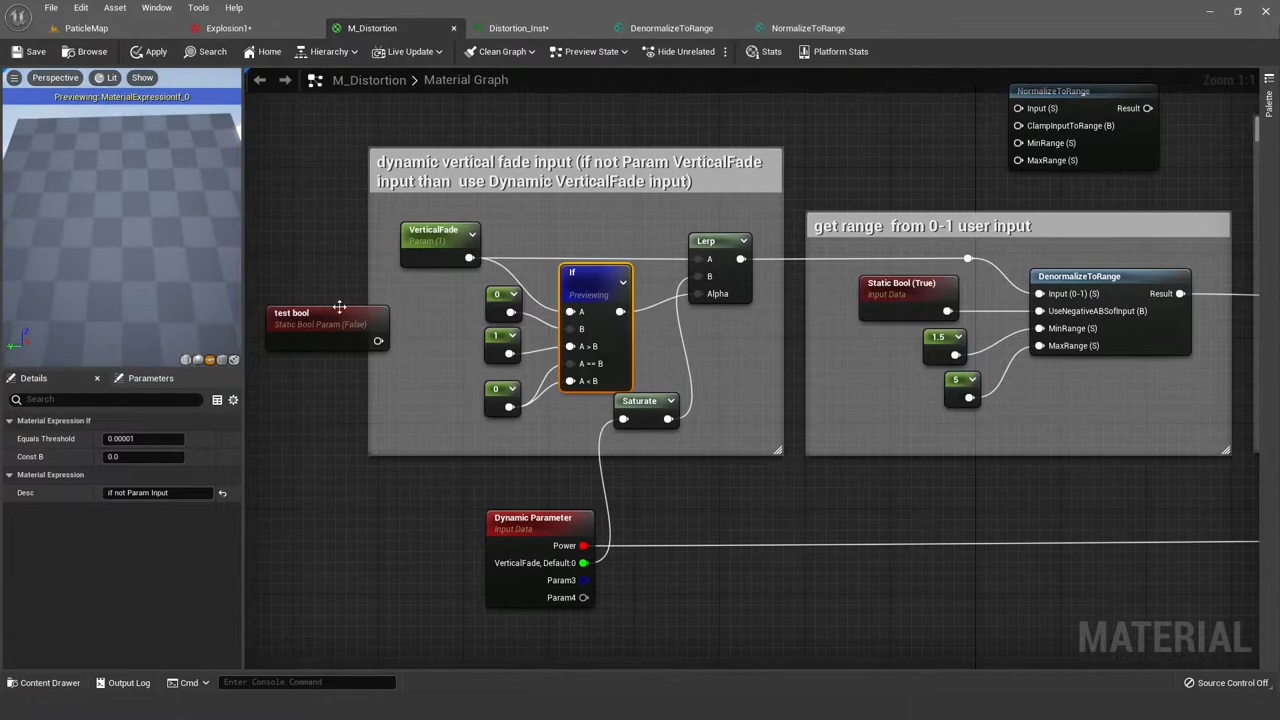 File Edit Asset Window Tools Help
PaticleMap Explosion1* M_Distortion Distortion_Inst* DenormalizeToRange NormalizeToRange
Save Browse Apply Search Home Hierarchy Live Update Clean Graph Preview State Hide Unrelated Stats Platform Stats
Perspective Lit Show
Previewing: MaterialExpressionIf_0
M_Distortion > Material Graph
Zoom 1:1
Palette
NormalizeToRange
Input (S) Result
ClampInputToRange (B)
MinRange (S)
MaxRange (S)
dynamic vertical fade input (if not Param VerticalFade
input than use Dynamic VerticalFade input)
VerticalFade
Param (T)
0
1
0
If
Previewing
A
B
A > B
A == B
A < B
Lerp
A
B
Alpha
Saturate
test bool
Static Bool Param (False)
get range from 0-1 user input
Static Bool (True)
Input Data
1.5
5
DenormalizeToRange
Input (0-1) (S) Result
UseNegativeABSofInput (B)
MinRange (S)
MaxRange (S)
Dynamic Parameter
Input Data
Power
VerticalFade, Default:0
Param3
Param4
Details Parameters
Search
Material Expression If
Equals Threshold 0.00001
Const B 0.0
Material Expression
Desc if not Param Input
MATERIAL
Content Drawer Output Log Cmd Enter Console Command Source Control Off